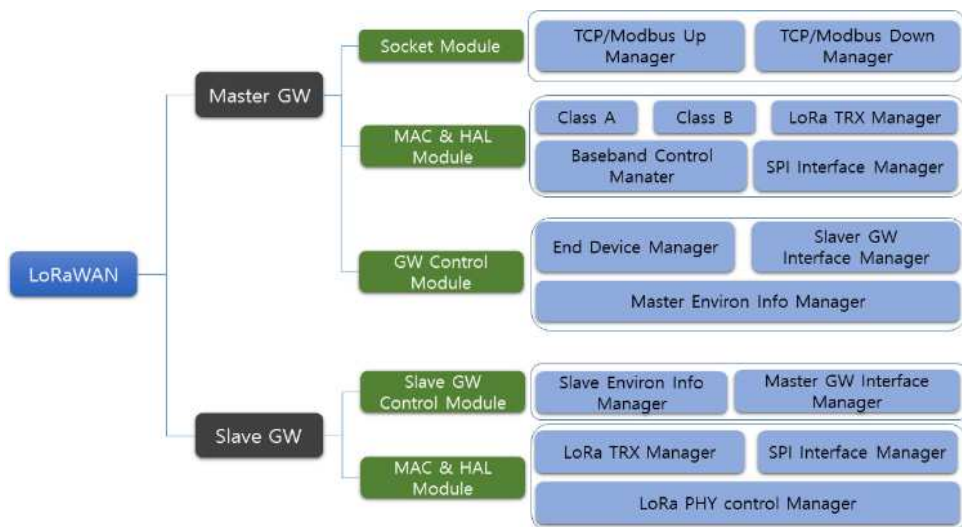 LoRaWAN
Master GW
Socket Module
TCP/Modbus Up
Manager
TCP/Modbus Down
Manager
MAC & HAL
Module
Class A
Class B
LoRa TRX Manager
Baseband Control
Manater
SPI Interface Manager
GW Control
Module
End Device Manager
Slaver GW
Interface Manager
Master Environ Info Manager
Slave GW
Slave GW
Control Module
Slave Environ Info
Manager
Master GW Interface
Manager
MAC & HAL
Module
LoRa TRX Manager
SPI Interface Manager
LoRa PHY control Manager